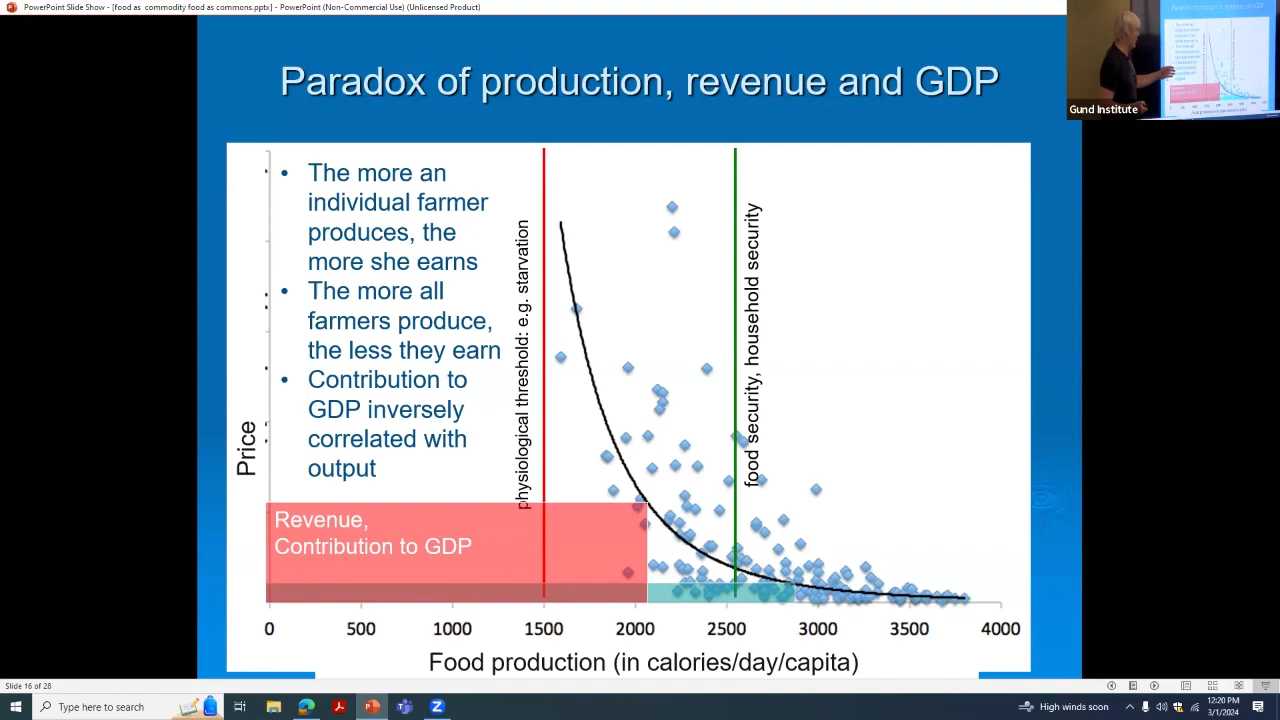 PowerPoint Slide Show - [food as  commodity food as commons.pptx] - PowerPoint (Non-Commercial Use) (Unlicensed Product)
Paradox of production, revenue and GDP
• The more an
individual farmer
produces, the
more she earns
• The more all
farmers produce,
the less they earn
• Contribution to
GDP inversely
correlated with
output
physiological threshold: e.g. starvation
food security, household security
Price
Revenue,
Contribution to GDP
0 500 1000 1500 2000 2500 3000 3500 4000
Food production (in calories/day/capita)
Gund Institute
Slide 16 of 28
Type here to search
High winds soon
12:20 PM
3/1/2024